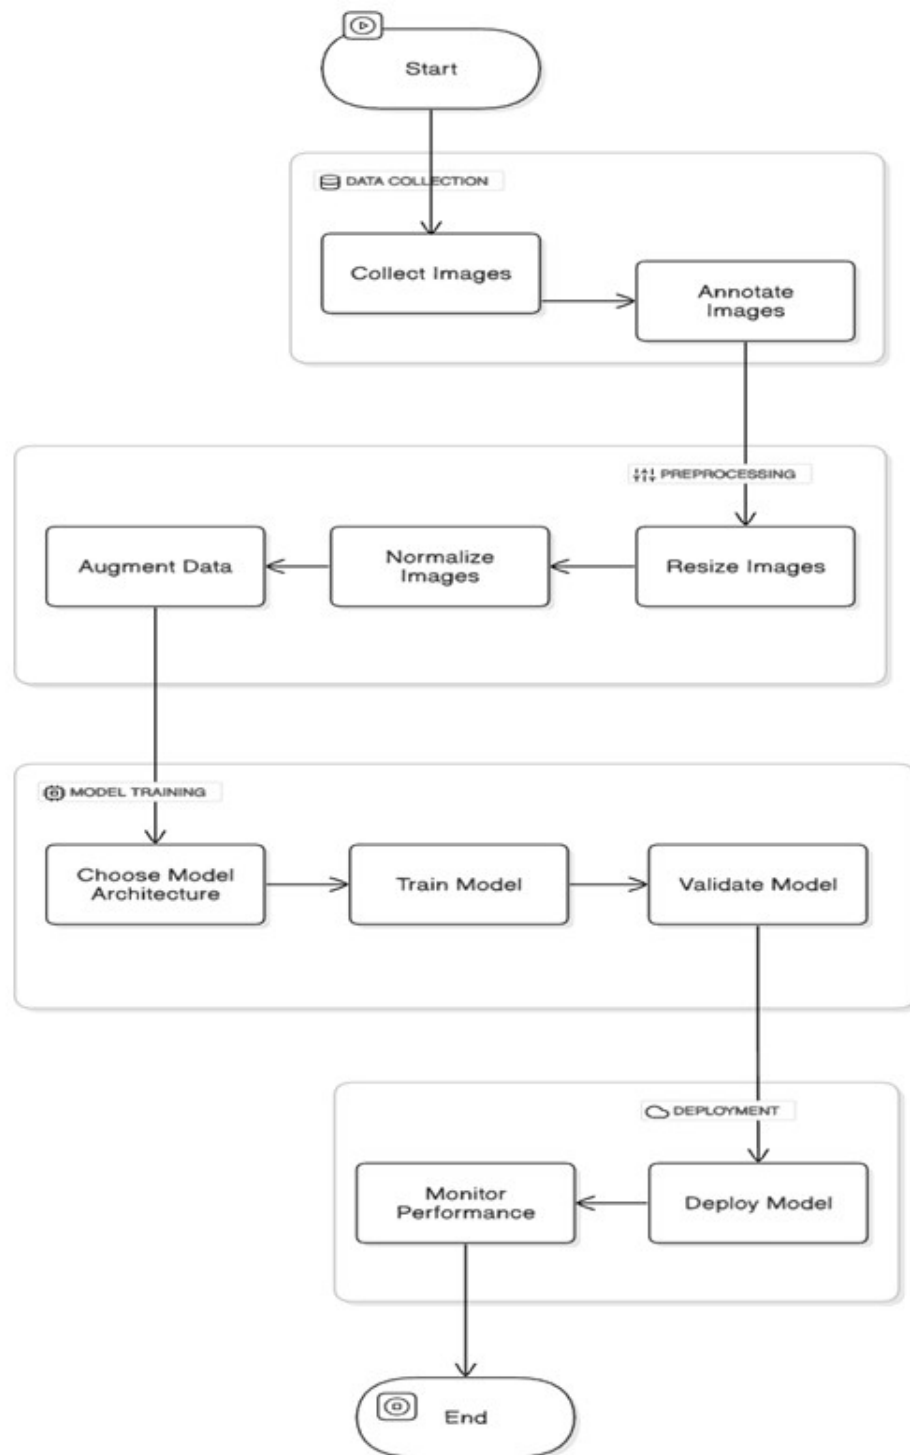 Start
DATA COLLECTION
Collect Images
Annotate
Images
PREPROCESSING
Resize Images
Normalize
Images
Augment Data
MODEL TRAINING
Choose Model
Architecture
Train Model
Validate Model
DEPLOYMENT
Deploy Model
Monitor
Performance
End